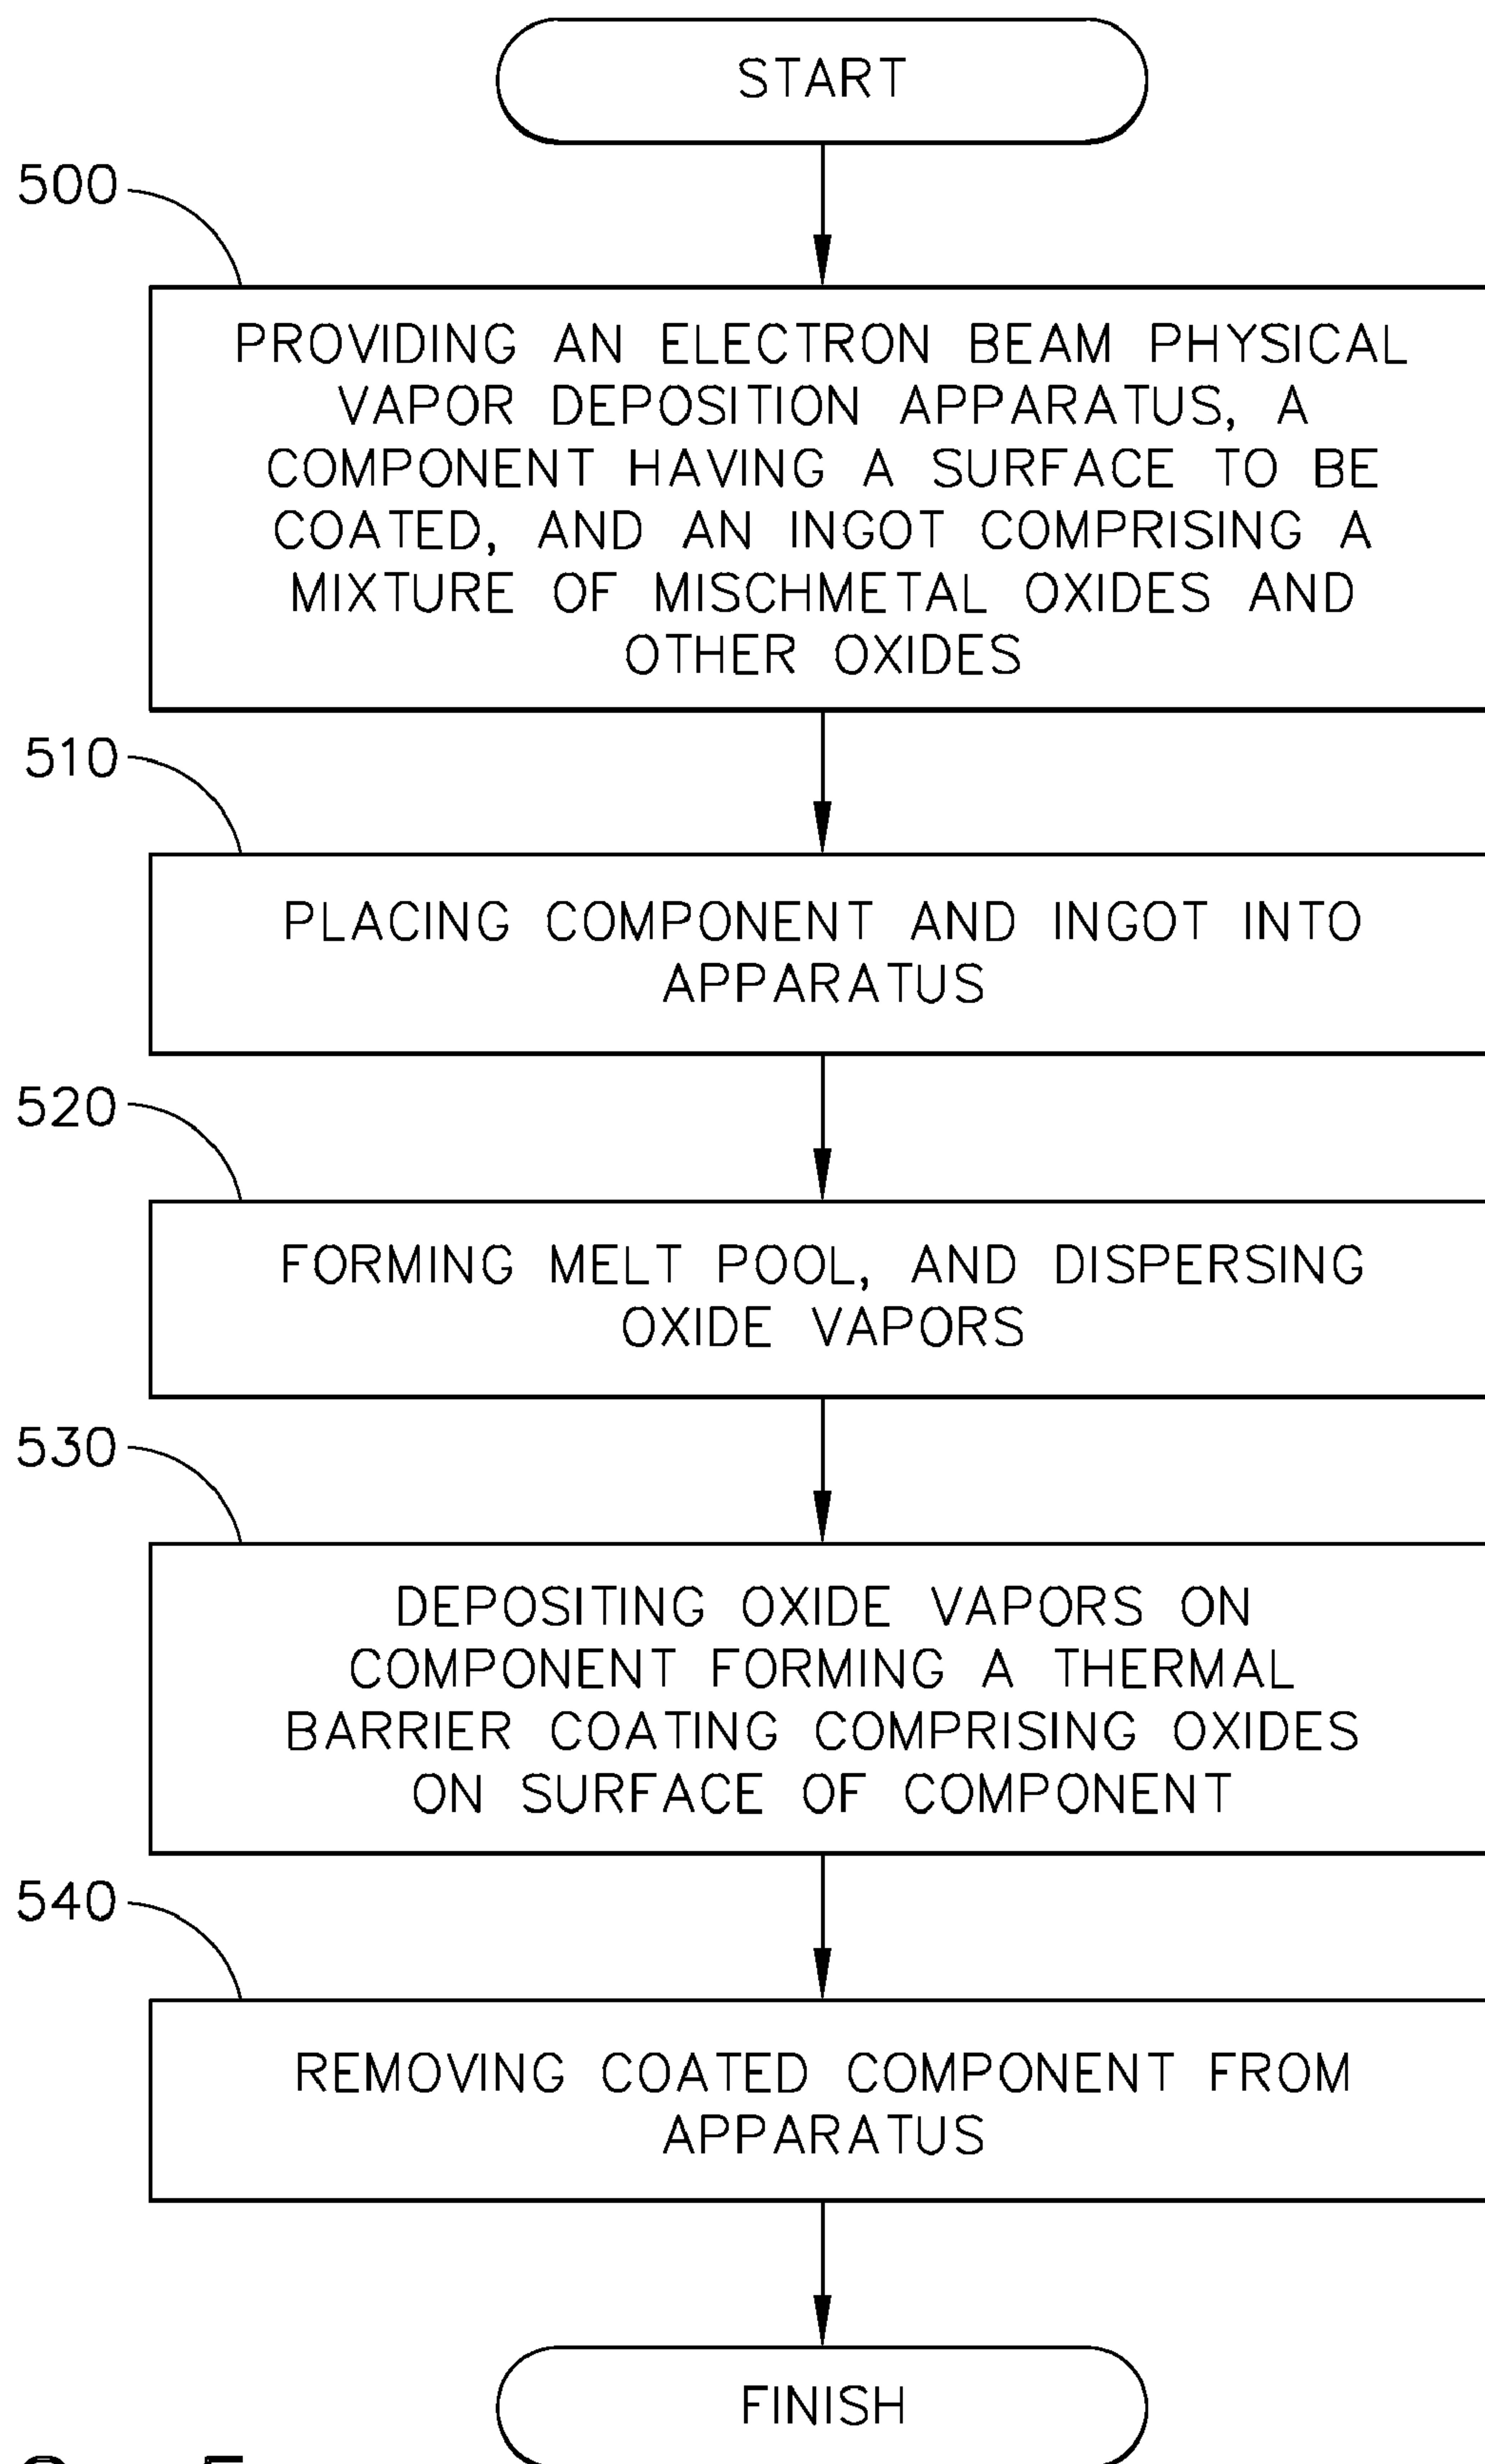 START
500
PROVIDING AN ELECTRON BEAM PHYSICAL
VAPOR DEPOSITION APPARATUS, A
COMPONENT HAVING A SURFACE TO BE
COATED, AND AN INGOT COMPRISING A
MIXTURE OF MISCHMETAL OXIDES AND
OTHER OXIDES
510
PLACING COMPONENT AND INGOT INTO
APPARATUS
520
FORMING MELT POOL, AND DISPERSING
OXIDE VAPORS
530
DEPOSITING OXIDE VAPORS ON
COMPONENT FORMING A THERMAL
BARRIER COATING COMPRISING OXIDES
ON SURFACE OF COMPONENT
540
REMOVING COATED COMPONENT FROM
APPARATUS
FINISH